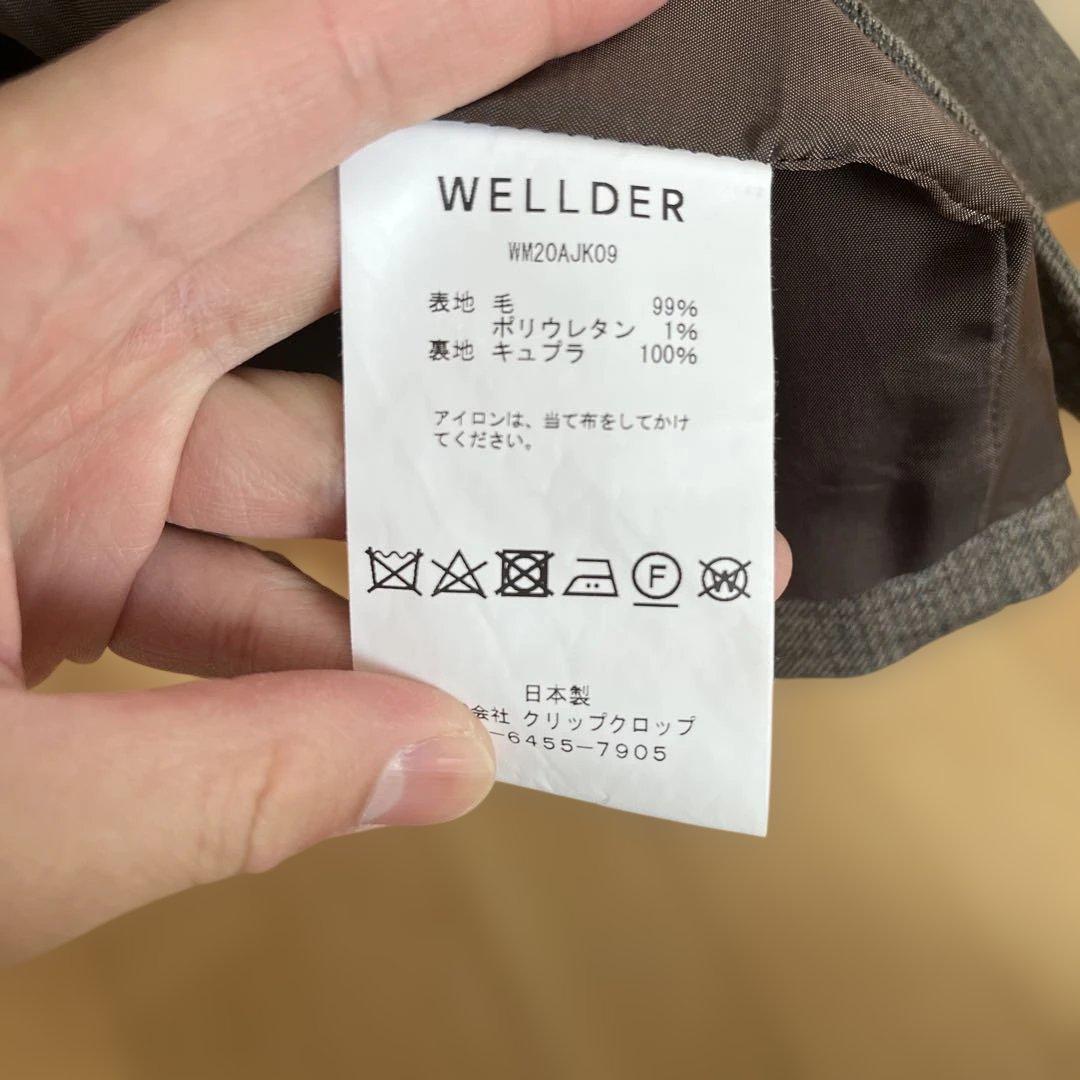 WELLDER
WM20AJK09
表地 毛 99%
ポリウレタン 1%
裏地 キュプラ 100%
アイロンは、当て布をしてかけ
てください。
F W
日本製
会社 クリップクロップ
-6455-7905